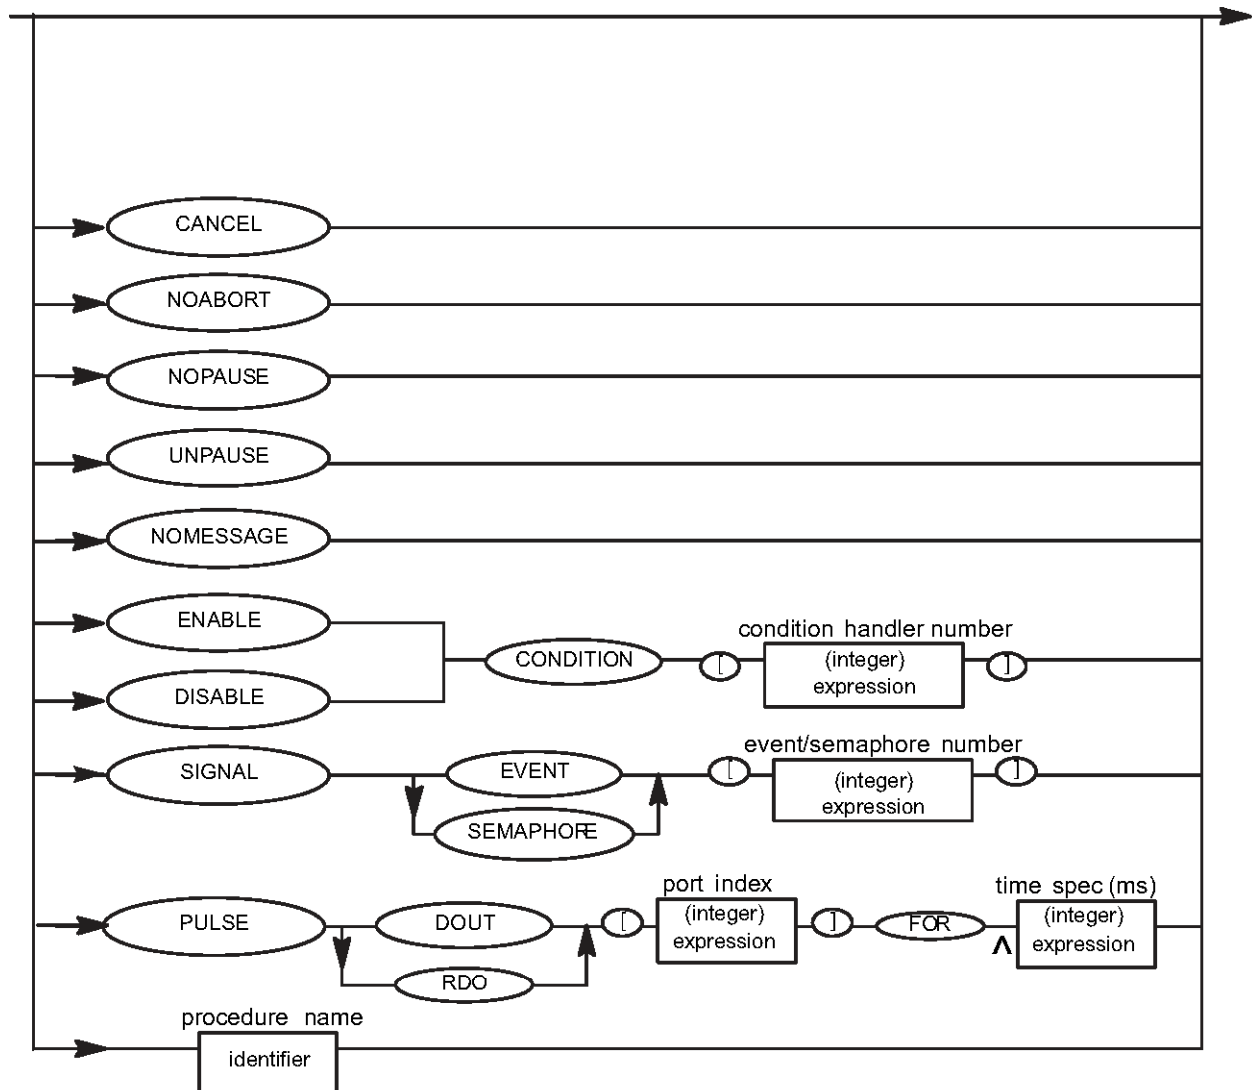 CANCEL
NOABORT
NOPAUSE
UNPAUSE
NOMESSAGE
ENABLE
condition handler number
CONDITION [ (integer) ]
expression
DISABLE
event/semaphore number
SIGNAL EVENT [ (integer) ]
expression
SEMAPHORE
port index time spec (ms)
PULSE DOUT [ (integer) ] FOR (integer)
expression ^ expression
RDO
procedure name
identifier